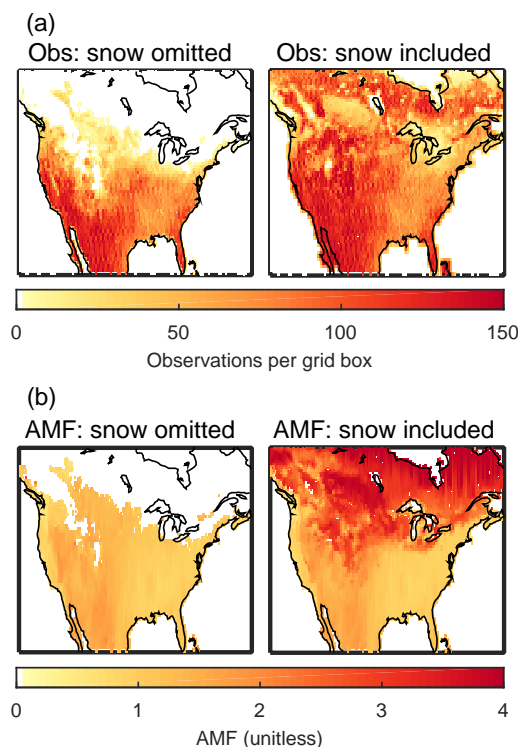 (a)
Obs: snow omitted
Obs: snow included
0 50 100 150
Observations per grid box
(b)
AMF: snow omitted
AMF: snow included
0 1 2 3 4
AMF (unitless)